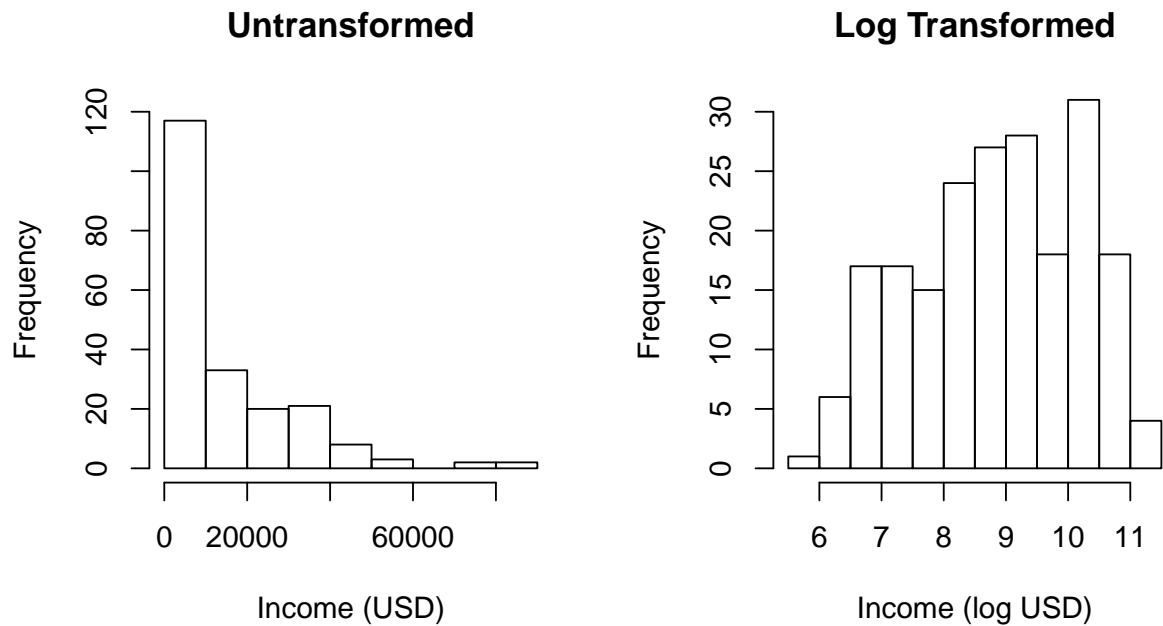 Untransformed
Frequency
0 20 40 60 80 120
0 20000 60000
Income (USD)
Log Transformed
Frequency
0 5 10 15 20 25 30
6 7 8 9 10 11
Income (log USD)